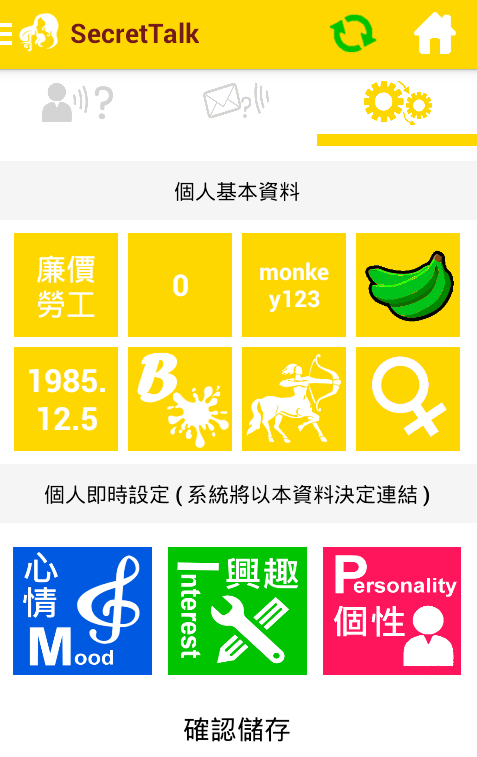 SecretTalk
?
?
個人基本資料
廉價
勞工
0
monke
y123
1985.
12.5
B
個人即時設定 ( 系統將以本資料決定連結 )
心
情
Mood
Interest
興趣
Personality
個性
確認儲存